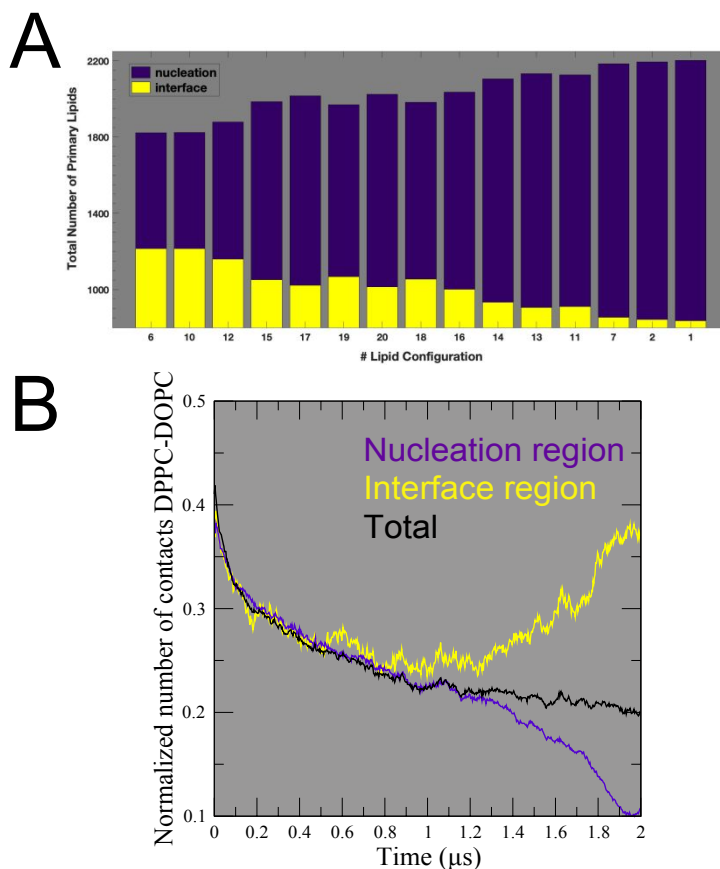 A
nucleation
interface
2200
1800
1400
1000
Total Number of Primary Lipids
6 10 12 15 17 19 20 18 16 14 13 11 7 2 1
# Lipid Configuration
B
Normalized number of contacts DPPC-DOPC
0.5
0.4
0.3
0.2
0.1
Nucleation region
Interface region
Total
0 0.2 0.4 0.6 0.8 1 1.2 1.4 1.6 1.8 2
Time (µs)